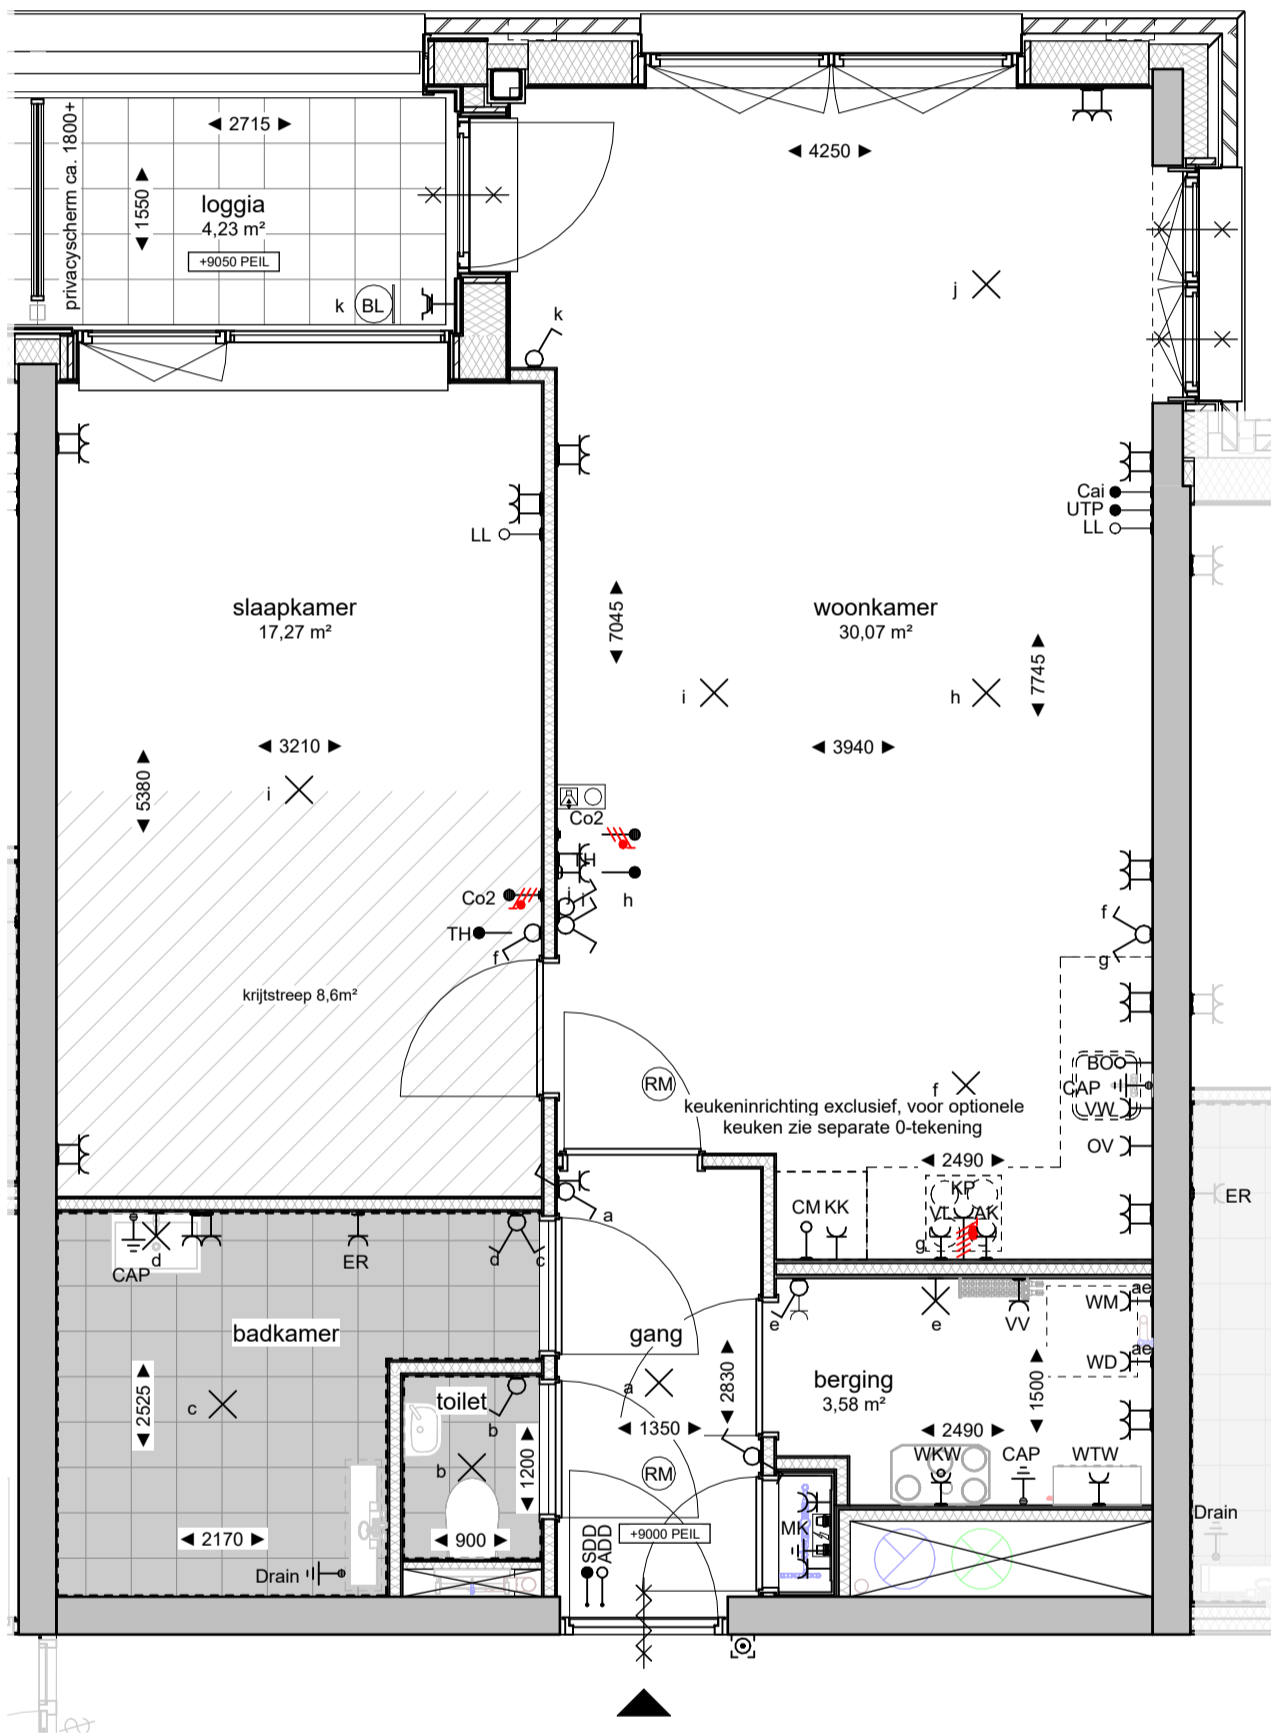 2715
4250
privacyscherm ca. 1800+
1550
loggia
4,23 m²
+9050 PEIL
k
BL
j
k
Cai
UTP
LL
LL
slaapkamer
17,27 m²
7045
woonkamer
30,07 m²
7745
i
h
3210
3940
5380
i
Co2
TH
j
i
h
Co2
TH
f
f
g
krijtstreep 8,6m²
BO
CAP
VW
RM
f
keukeninrichting exclusief, voor optionele
keuken zie separate 0-tekening
OV
2490
KP
ER
a
CM
KK
VL
AK
g
d
CAP
ER
d
c
e
e
VV
WM
ae
WD
ae
badkamer
gang
2830
berging
3,58 m²
1500
a
2525
c
toilet
b
1350
2490
b
1200
RM
WKW
CAP
WTW
Drain
2170
900
+9000 PEIL
MK
SDD
ADD
Drain